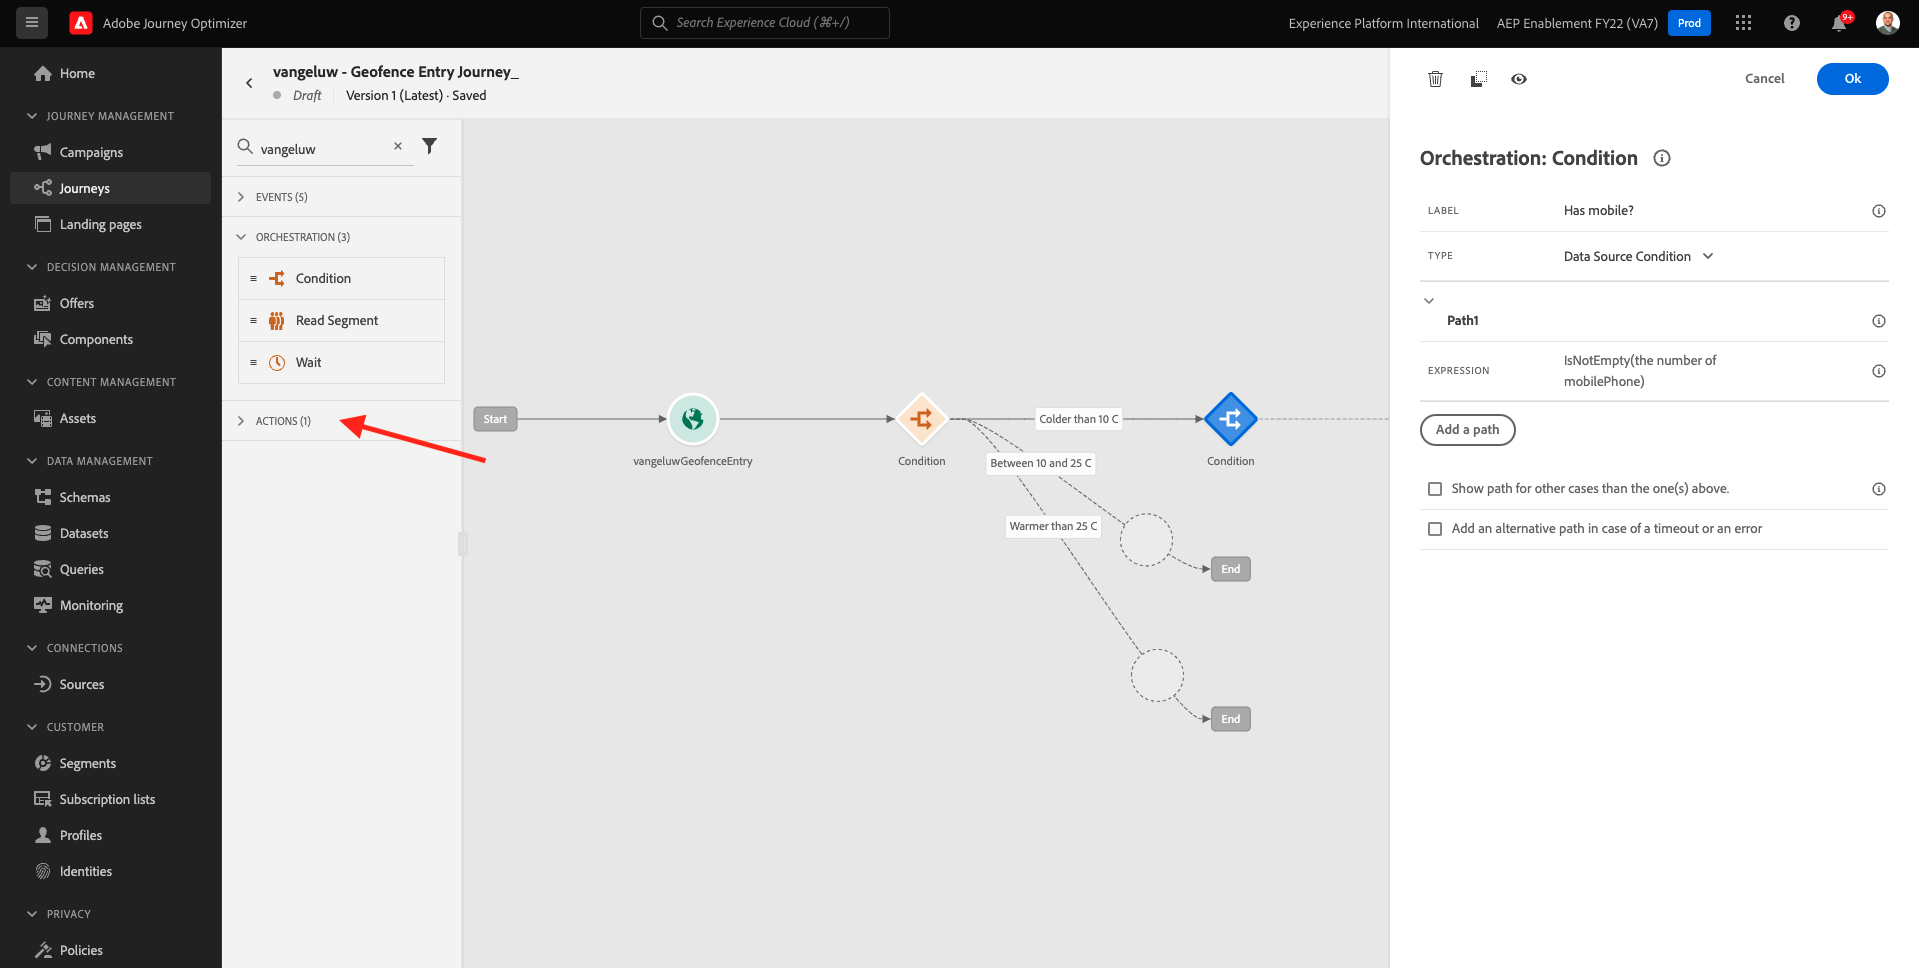 Adobe Journey Optimizer
Search Experience Cloud (⌘+/)
Experience Platform International
AEP Enablement FY22 (VA7)
Prod
9+
Home
JOURNEY MANAGEMENT
Campaigns
Journeys
Landing pages
DECISION MANAGEMENT
Offers
Components
CONTENT MANAGEMENT
Assets
DATA MANAGEMENT
Schemas
Datasets
Queries
Monitoring
CONNECTIONS
Sources
CUSTOMER
Segments
Subscription lists
Profiles
Identities
PRIVACY
Policies
vangeluw - Geofence Entry Journey_
Draft
Version 1 (Latest) · Saved
vangeluw
EVENTS (5)
ORCHESTRATION (3)
Condition
Read Segment
Wait
ACTIONS (1)
Start
vangeluwGeofenceEntry
Condition
Colder than 10 C
Between 10 and 25 C
Warmer than 25 C
Condition
End
End
Cancel
Ok
Orchestration: Condition
LABEL
Has mobile?
TYPE
Data Source Condition
Path1
EXPRESSION
IsNotEmpty(the number of
mobilePhone)
Add a path
Show path for other cases than the one(s) above.
Add an alternative path in case of a timeout or an error